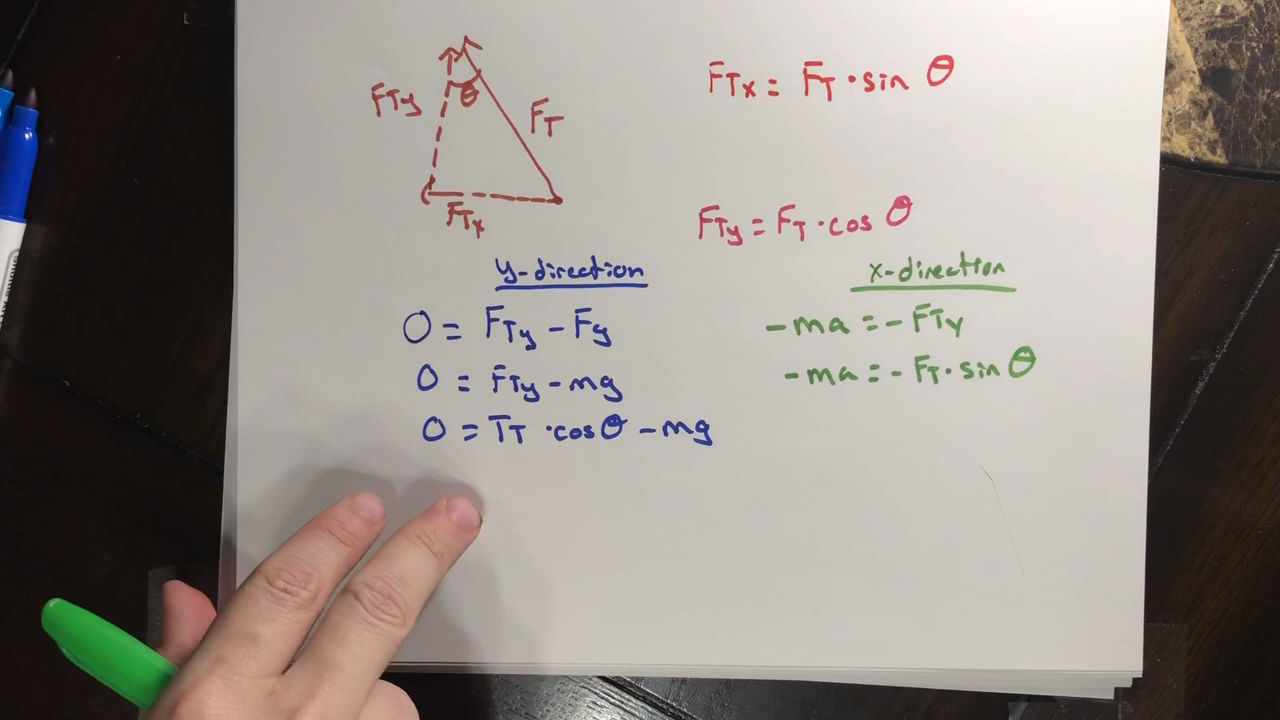 FTy
θ
FT
FTx
FTx = FT · sin θ
FTy = FT · cos θ
y-direction
0 = FTy - Fg
0 = FTy - mg
0 = TT · cosθ - mg
x-direction
-ma = - FTy
-ma = - FT · sin θ